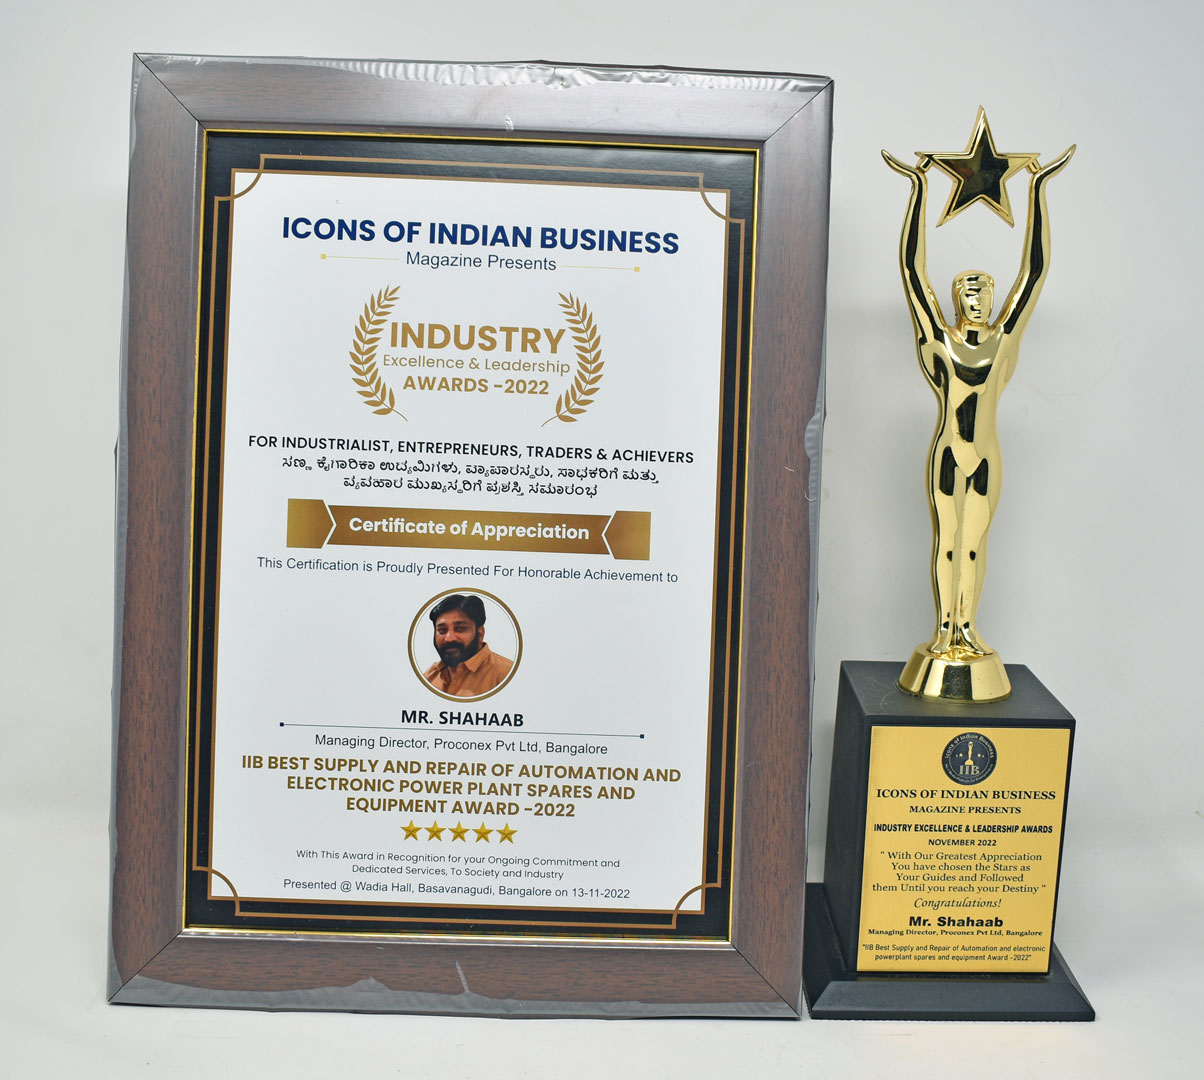 ICONS OF INDIAN BUSINESS
Magazine Presents
INDUSTRY
Excellence & Leadership
AWARDS -2022
FOR INDUSTRIALIST, ENTREPRENEURS, TRADERS & ACHIEVERS
ಸಣ್ಣ ಕೈಗಾರಿಕಾ ಉದ್ಯಮಿಗಳು, ವ್ಯಾಪಾರಸ್ಥರು, ಸಾಧಕರಿಗೆ ಮತ್ತು
ವ್ಯವಹಾರ ಮುಖ್ಯಸ್ಥರಿಗೆ ಪ್ರಶಸ್ತಿ ಸಮಾರಂಭ
Certificate of Appreciation
This Certification is Proudly Presented For Honorable Achievement to
MR. SHAHAAB
Managing Director, Proconex Pvt Ltd, Bangalore
IIB BEST SUPPLY AND REPAIR OF AUTOMATION AND
ELECTRONIC POWER PLANT SPARES AND
EQUIPMENT AWARD -2022
With This Award in Recognition for your Ongoing Commitment and
Dedicated Services, To Society and Industry
Presented @ Wadia Hall, Basavanagudi, Bangalore on 13-11-2022
Icons of Indian Business
IIB
ICONS OF INDIAN BUSINESS
MAGAZINE PRESENTS
INDUSTRY EXCELLENCE & LEADERSHIP AWARDS
NOVEMBER 2022
" With Our Greatest Appreciation
You have chosen the Stars as
Your Guides and Followed
them Until you reach your Destiny "
Congratulations!
Mr. Shahaab
Managing Director, Proconex Pvt Ltd, Bangalore
"IIB Best Supply and Repair of Automation and electronic
powerplant spares and equipment Award -2022"